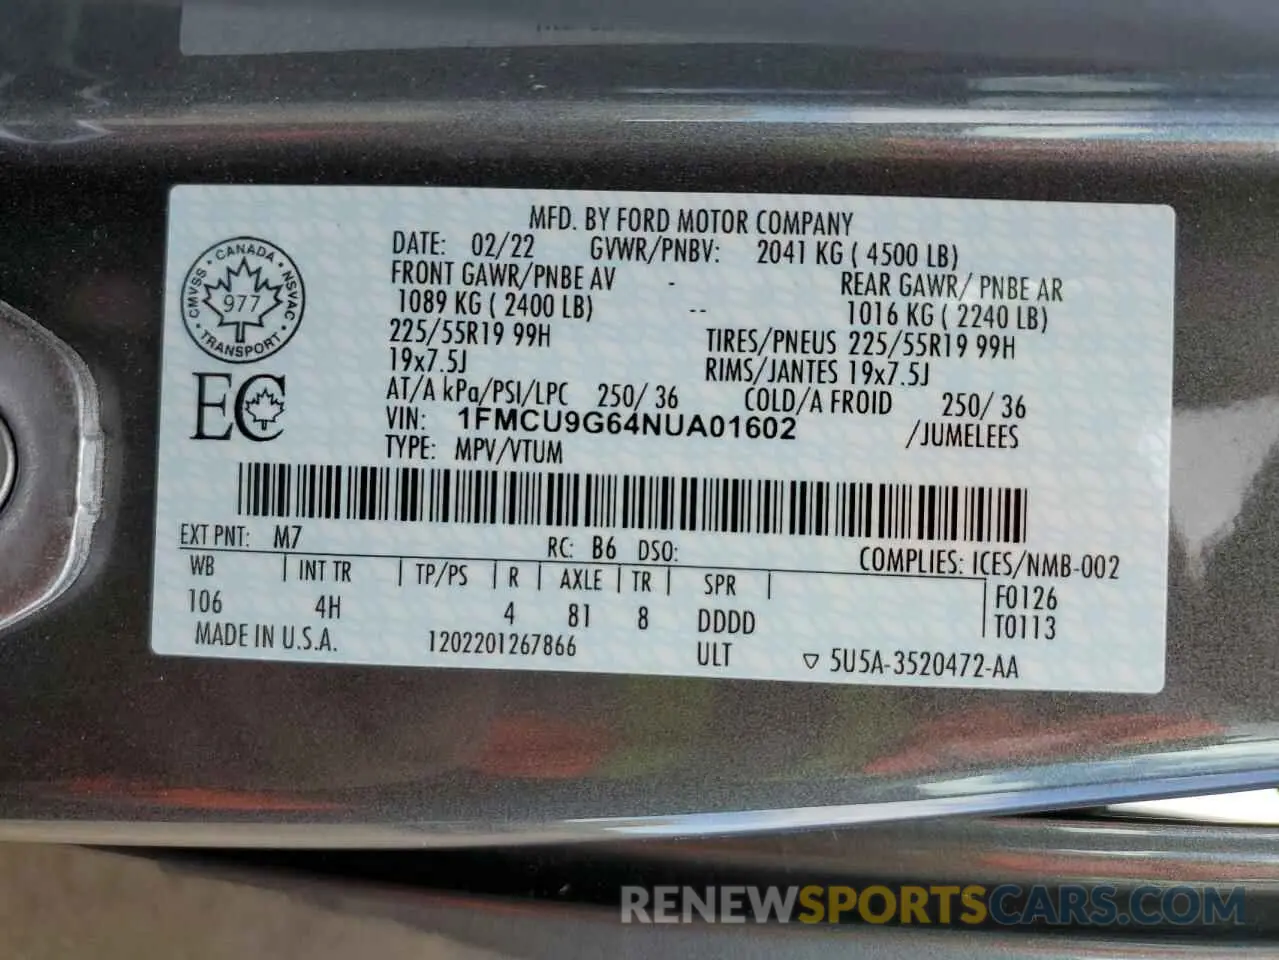 MFD. BY FORD MOTOR COMPANY
DATE: 02/22 GVWR/PNBV: 2041 KG ( 4500 LB)
FRONT GAWR/PNBE AV - REAR GAWR/ PNBE AR
1089 KG ( 2400 LB) -- 1016 KG ( 2240 LB)
225/55R19 99H TIRES/PNEUS 225/55R19 99H
19x7.5J RIMS/JANTES 19x7.5J
AT/A kPa/PSI/LPC 250/ 36 COLD/A FROID 250/ 36
VIN: 1FMCU9G64NUA01602 /JUMELEES
TYPE: MPV/VTUM
CANADA
CMVSS 977 NSVAC
TRANSPORT
EC
EXT PNT: M7 RC: B6 DSO: COMPLIES: ICES/NMB-002
WB INT TR TP/PS R AXLE TR SPR F0126
106 4H 4 81 8 DDDD T0113
MADE IN U.S.A. 1202201267866 ULT ▽ 5U5A-3520472-AA
RENEWSPORTSCARS.COM